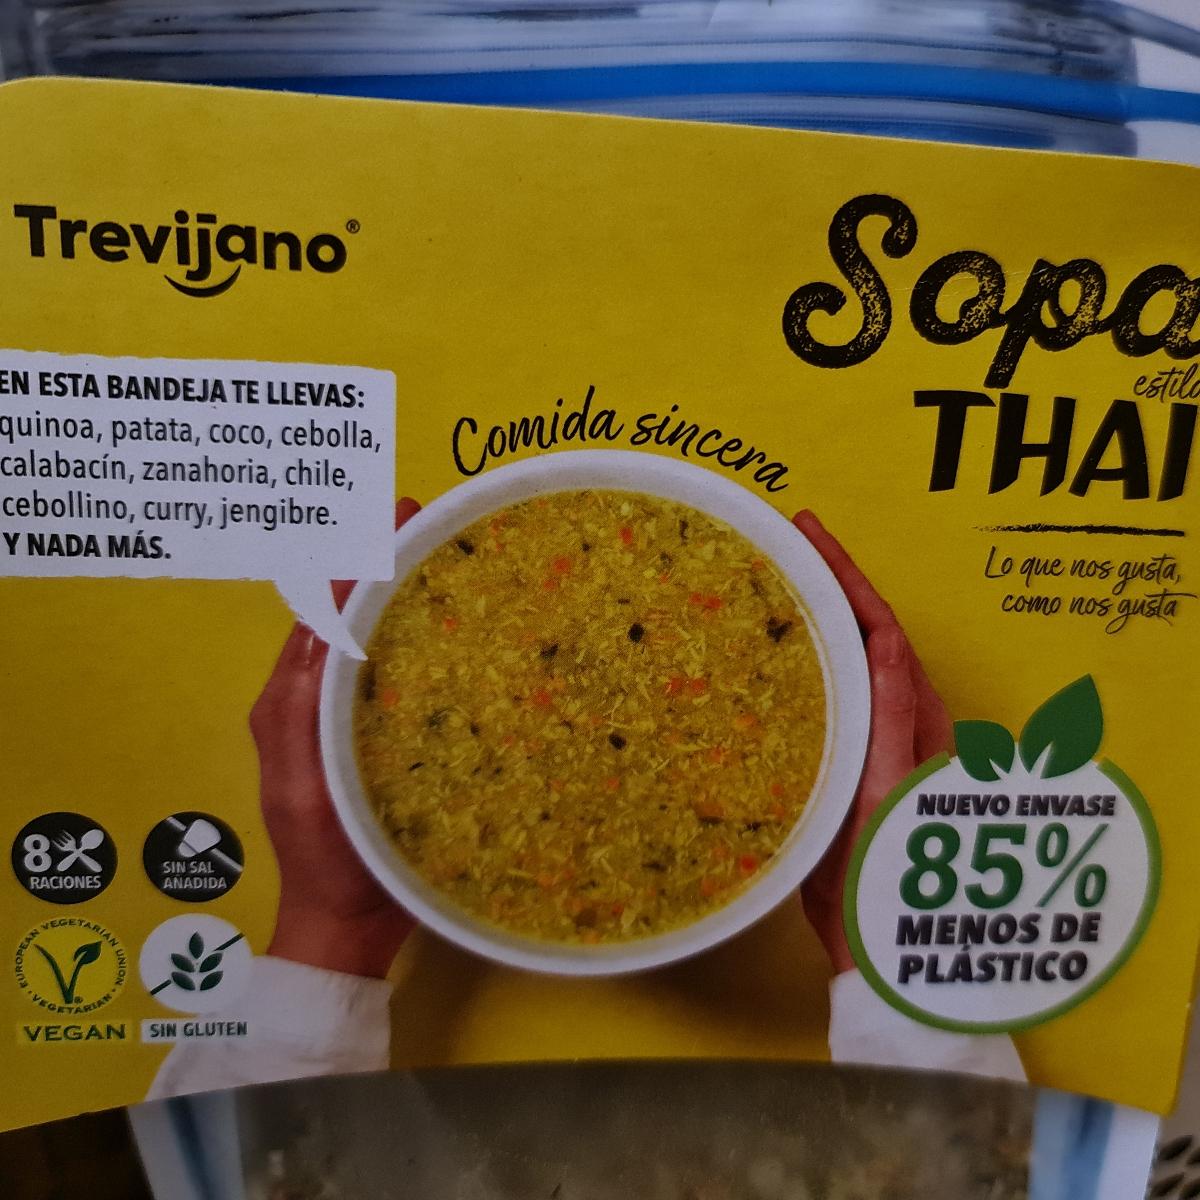 Trevijano®
Sopa
estilo
THAI
EN ESTA BANDEJA TE LLEVAS:
quinoa, patata, coco, cebolla,
calabacín, zanahoria, chile,
cebollino, curry, jengibre.
Y NADA MÁS.
Comida sincera
Lo que nos gusta,
como nos gusta
NUEVO ENVASE
85%
MENOS DE
PLÁSTICO
8
RACIONES
SIN SAL
AÑADIDA
EUROPEAN VEGETARIAN UNION
VEGETARIAN
VEGAN
SIN GLUTEN